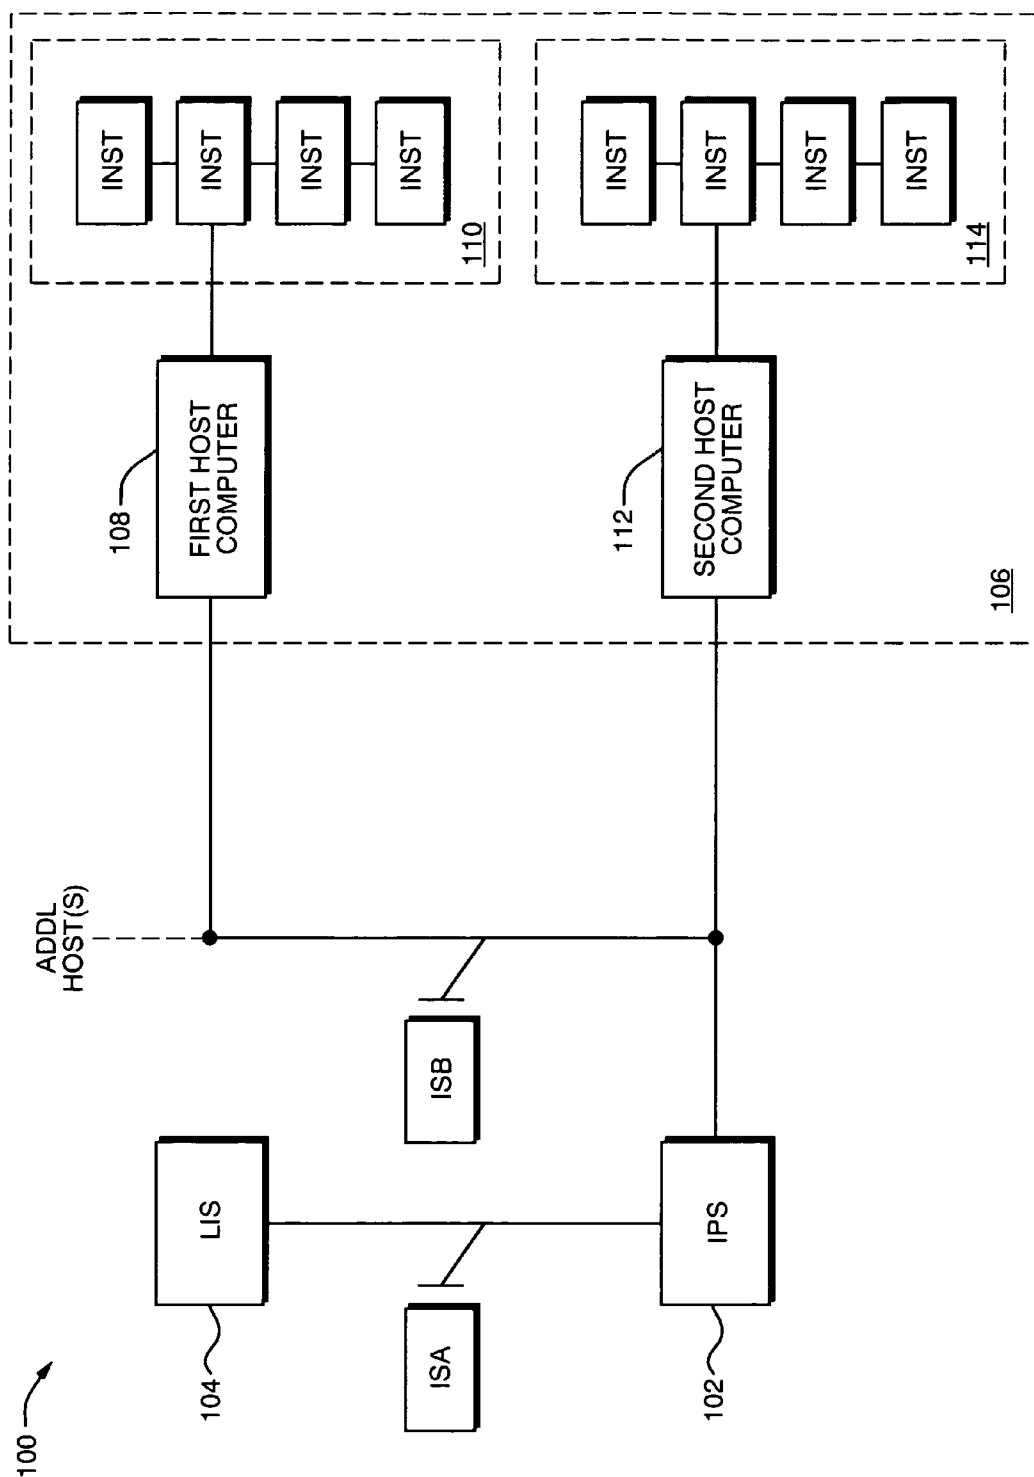 100
104
LIS
ISA
102
IPS
ISB
ADDL
HOST(S)
108
FIRST HOST
COMPUTER
112
SECOND HOST
COMPUTER
106
110
INST
INST
INST
INST
114
INST
INST
INST
INST